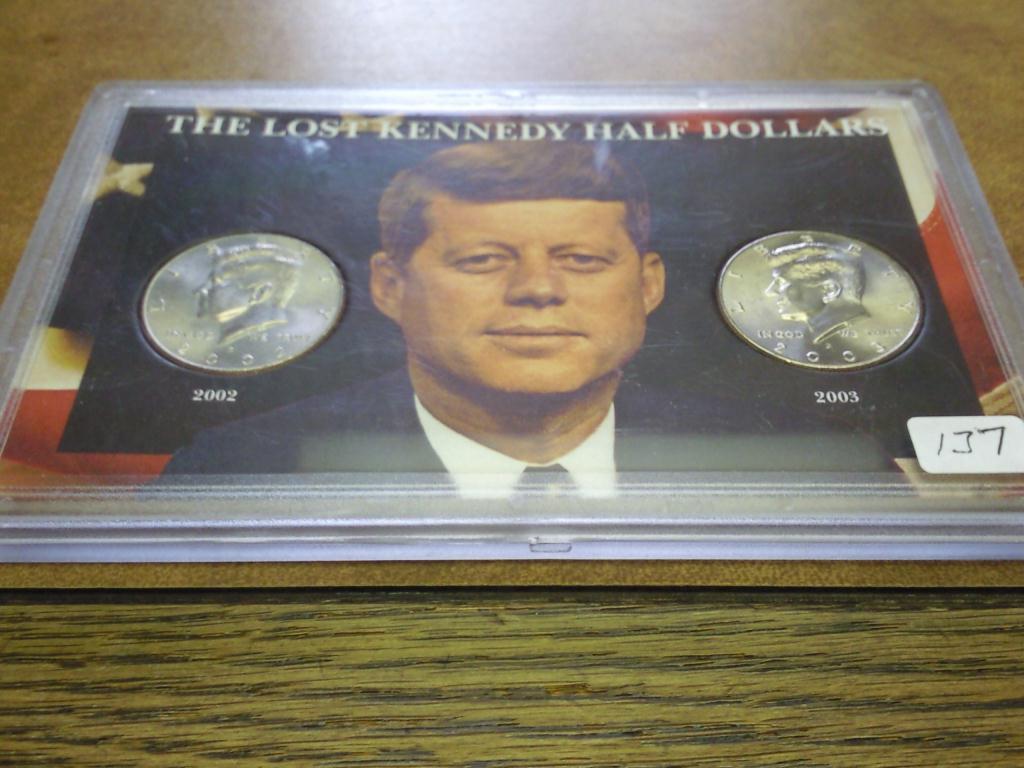 THE LOST KENNEDY HALF DOLLARS
LIBERTY
IN GOD WE TRUST
2002
LIBERTY
IN GOD WE TRUST
2003
2002
2003
137